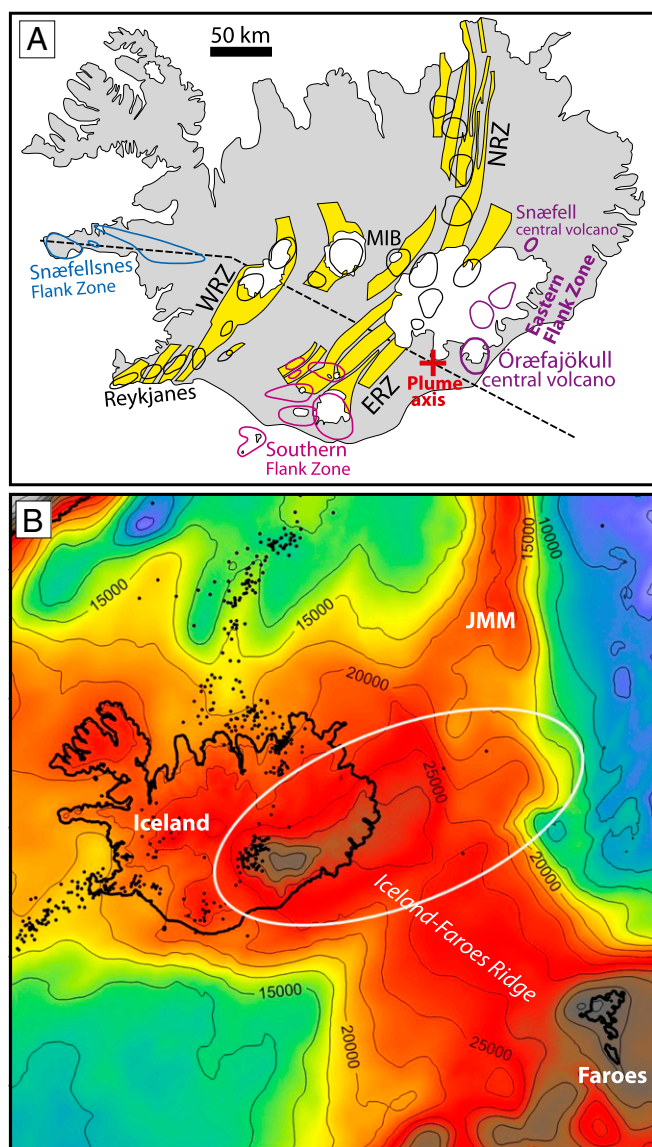 A
50 km
NRZ
Snæfell
central volcano
MIB
Snæfellsnes
Flank Zone
WRZ
Eastern
Flank Zone
Öræfajökull
central volcano
Plume
axis
ERZ
Reykjanes
Southern
Flank Zone
B
10000
15000
15000
15000
JMM
20000
25000
Iceland
20000
Iceland-Faroes Ridge
15000
20000
25000
Faroes